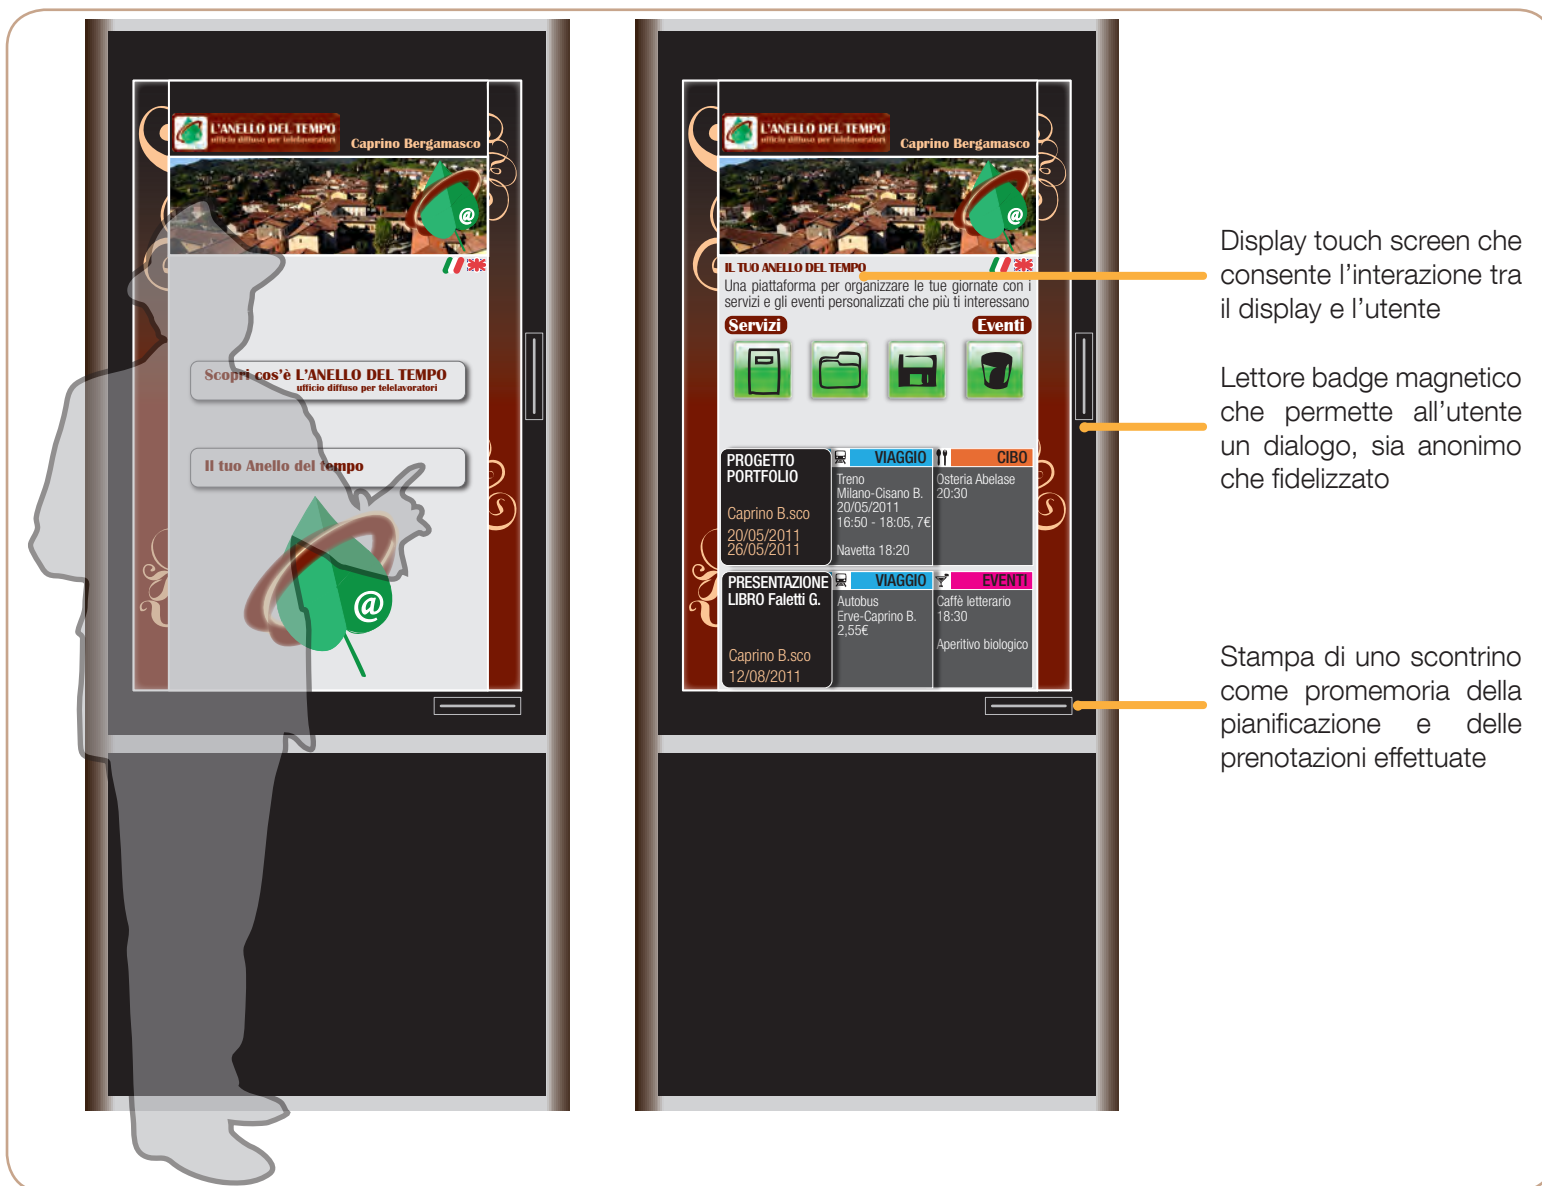 L'ANELLO DEL TEMPO
ufficio diffuso per telelavoratori
Caprino Bergamasco
@
Scopri cos'è L'ANELLO DEL TEMPO
ufficio diffuso per telelavoratori
Il tuo Anello del tempo
@
L'ANELLO DEL TEMPO
ufficio diffuso per telelavoratori
Caprino Bergamasco
@
IL TUO ANELLO DEL TEMPO
Una piattaforma per organizzare le tue giornate con i
servizi e gli eventi personalizzati che più ti interessano
Servizi
Eventi
PROGETTO
PORTFOLIO
Caprino B.sco
20/05/2011
26/05/2011
VIAGGIO
Treno
Milano-Cisano B.
20/05/2011
16:50 - 18:05, 7€
Navetta 18:20
CIBO
Osteria Abelase
20:30
PRESENTAZIONE
LIBRO Faletti G.
Caprino B.sco
12/08/2011
VIAGGIO
Autobus
Erve-Caprino B.
2,55€
EVENTI
Caffè letterario
18:30
Aperitivo biologico
Display touch screen che
consente l'interazione tra
il display e l'utente
Lettore badge magnetico
che permette all'utente
un dialogo, sia anonimo
che fidelizzato
Stampa di uno scontrino
come promemoria della
pianificazione e delle
prenotazioni effettuate